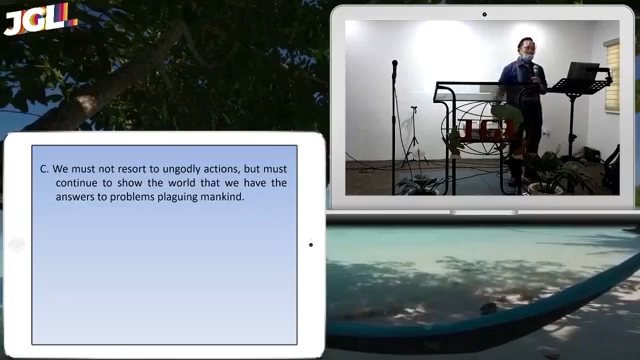 JGL
C. We must not resort to ungodly actions, but must
continue to show the world that we have the
answers to problems plaguing mankind.
JGL